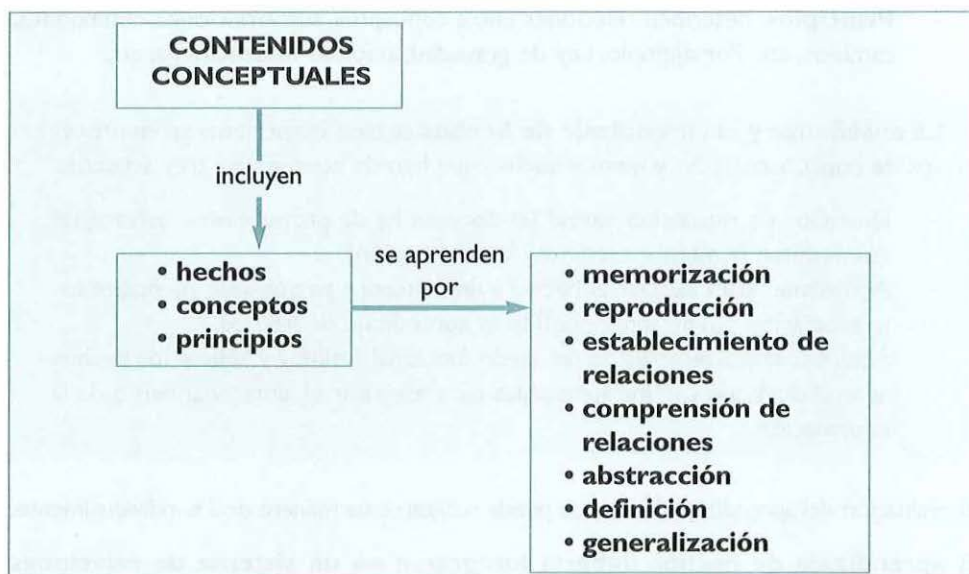 CONTENIDOS
CONCEPTUALES
incluyen
• hechos
• conceptos
• principios
se aprenden
por
• memorización
• reproducción
• establecimiento de
relaciones
• comprensión de
relaciones
• abstracción
• definición
• generalización